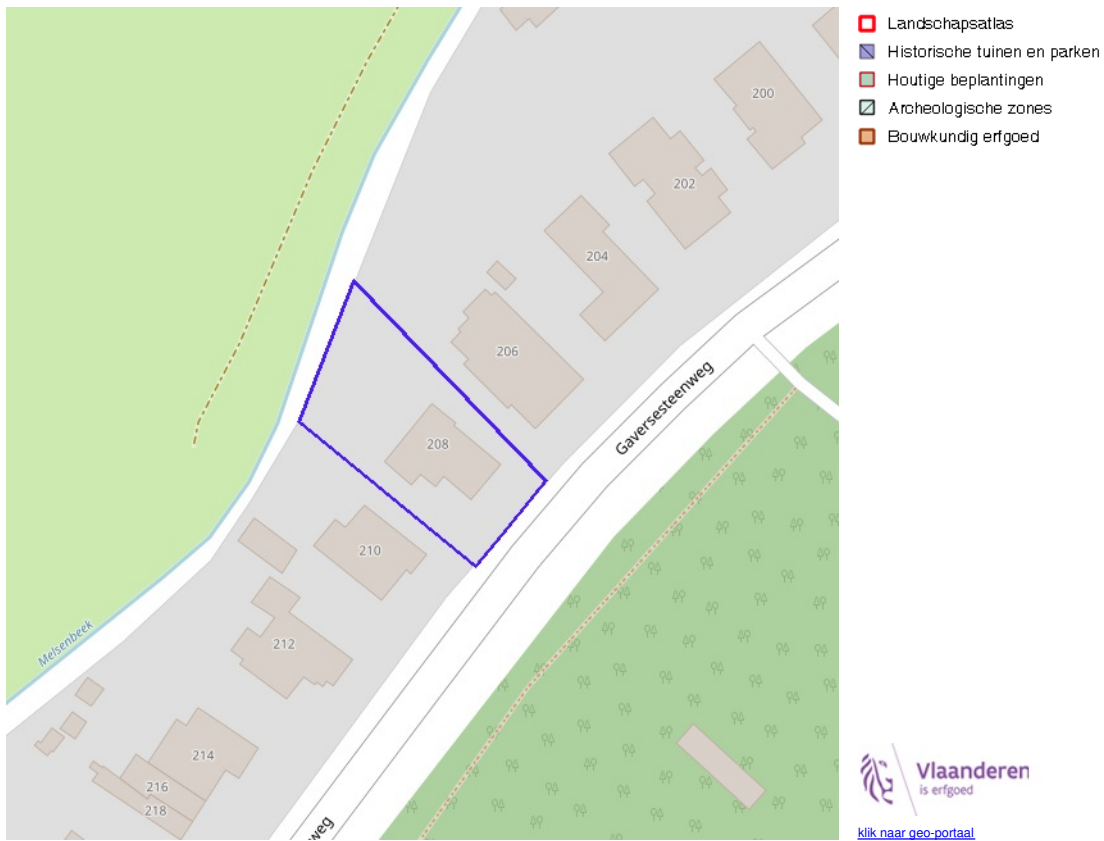 200
202
204
206
208
210
212
214
216
218
Gaversesteenweg
weg
Melsenbeek
Landschapsatlas
Historische tuinen en parken
Houtige beplantingen
Archeologische zones
Bouwkundig erfgoed
Vlaanderen
is erfgoed
klik naar geo-portaal